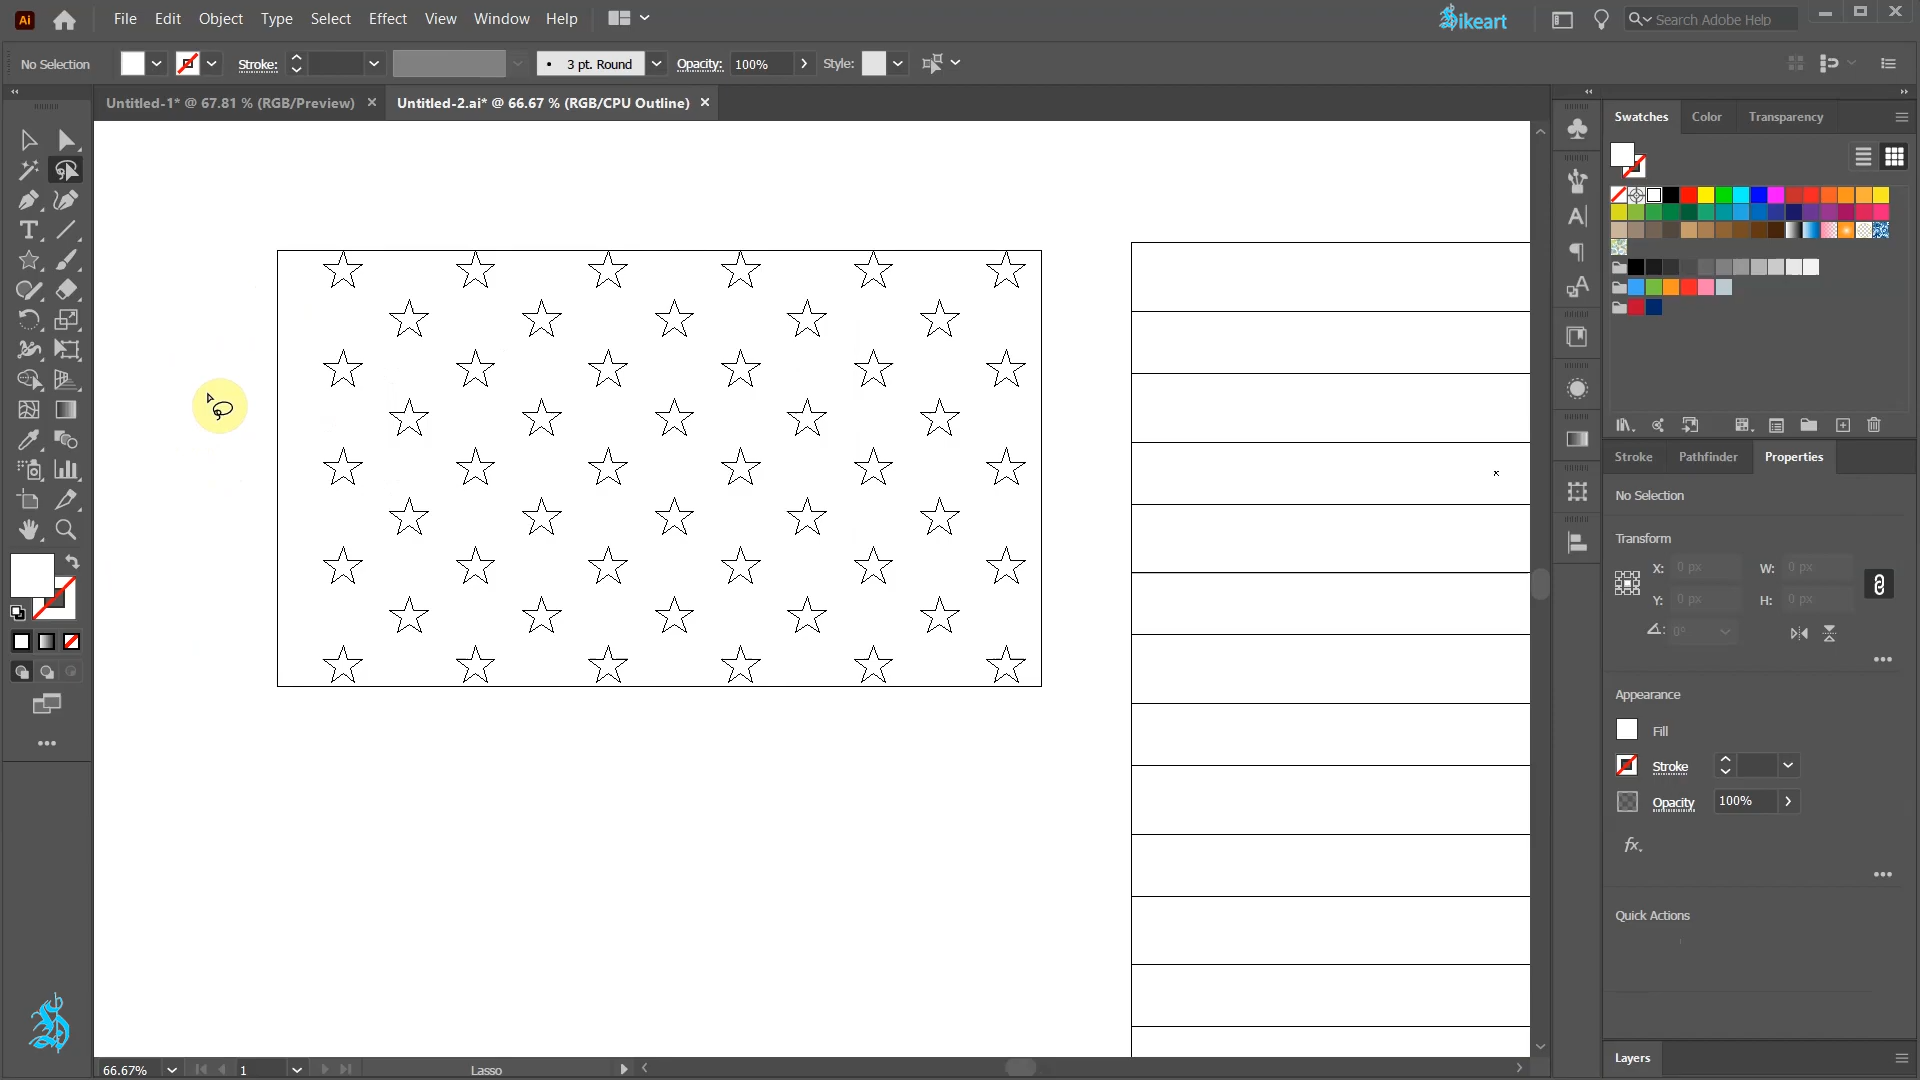 Ai File Edit Object Type Select Effect View Window Help
Sikeart
Search Adobe Help
No Selection
Stroke:
3 pt. Round
Opacity: 100%
Style:
Untitled-1* @ 67.81 % (RGB/Preview)
Untitled-2.ai* @ 66.67 % (RGB/CPU Outline)
Swatches Color Transparency
Stroke Pathfinder Properties
No Selection
Transform
X: 0 px W: 0 px
Y: 0 px H: 0 px
0°
Appearance
Fill
Stroke
Opacity 100%
fx
Quick Actions
Layers
66.67% 1 Lasso